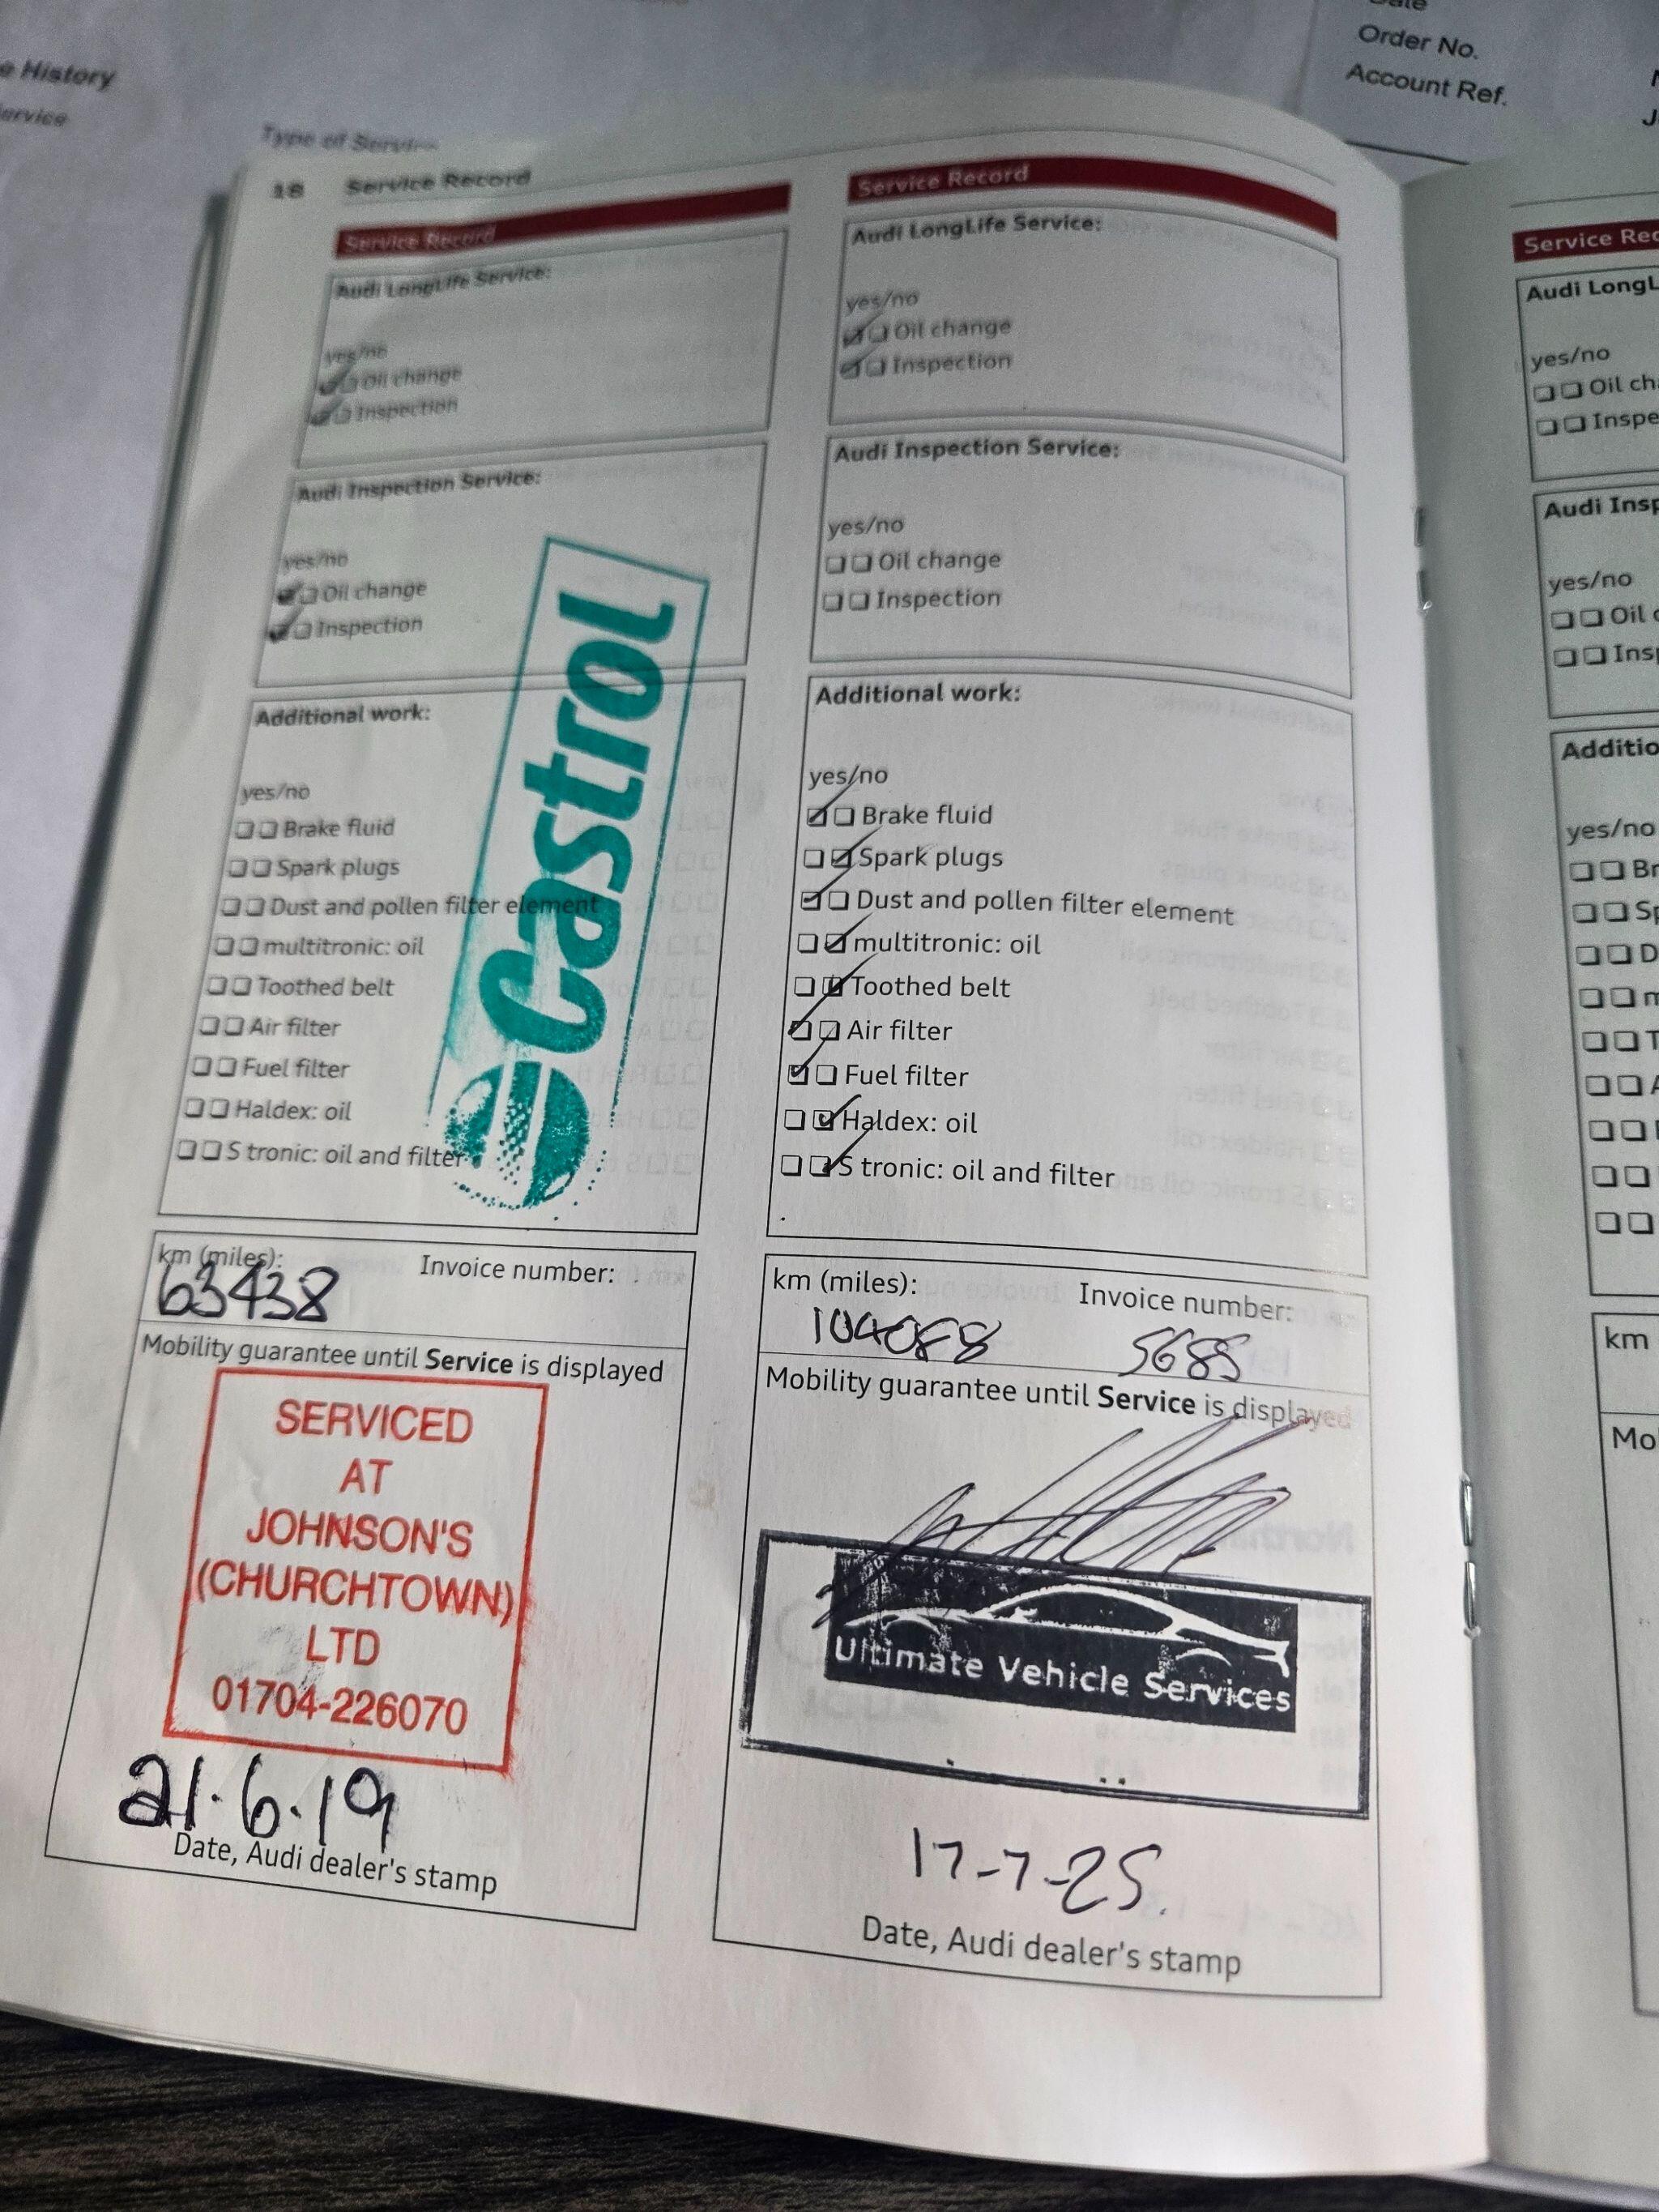 e History
ervice
Date
Order No.
Account Ref.
Type of Service
18 Service Record
Service Record
Audi LongLife Service:
yes/no
Oil change
Inspection
Audi Inspection Service:
yes/no
Oil change
Inspection
Additional work:
yes/no
Brake fluid
Spark plugs
Dust and pollen filter element
multitronic: oil
Toothed belt
Air filter
Fuel filter
Haldex: oil
S tronic: oil and filter
Castrol
km (miles): Invoice number:
63438
Mobility guarantee until Service is displayed
SERVICED
AT
JOHNSON'S
(CHURCHTOWN)
LTD
01704-226070
21.6.19
Date, Audi dealer's stamp
Service Record
Audi LongLife Service:
yes/no
Oil change
Inspection
Audi Inspection Service:
yes/no
Oil change
Inspection
Additional work:
yes/no
Brake fluid
Spark plugs
Dust and pollen filter element
multitronic: oil
Toothed belt
Air filter
Fuel filter
Haldex: oil
S tronic: oil and filter
km (miles): Invoice number:
104088 5685
Mobility guarantee until Service is displayed
Ultimate Vehicle Services
17-7-25.
Date, Audi dealer's stamp
Service Rec
Audi LongL
yes/no
Oil ch
Inspe
Audi Insp
yes/no
Oil c
Insp
Additio
yes/no
Br
Sp
D
m
T
A
km
Mo